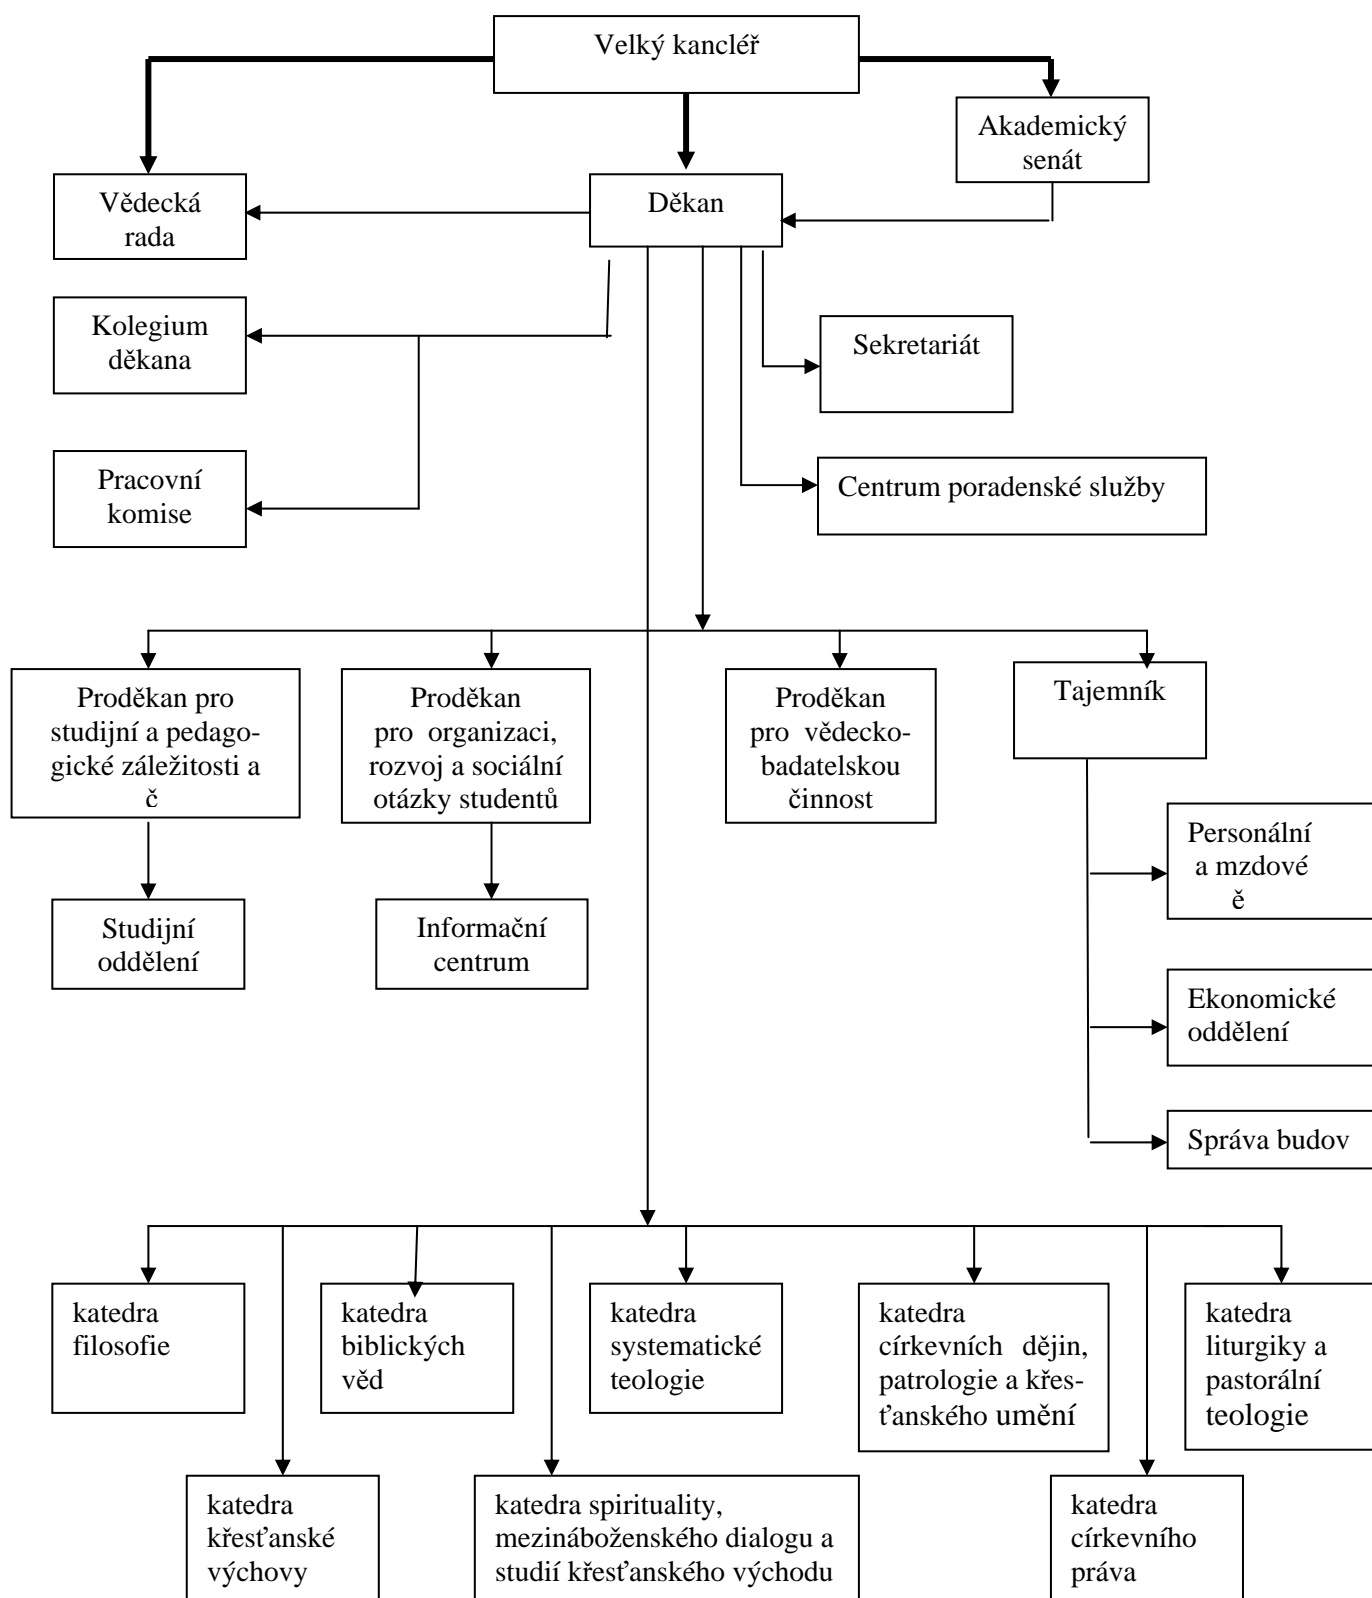 Velký kancléř
Akademický
senát
Vědecká
rada
Děkan
Kolegium
děkana
Sekretariát
Pracovní
komise
Centrum poradenské služby
Proděkan pro
studijní a pedago-
gické záležitosti a
č
Proděkan
pro organizaci,
rozvoj a sociální
otázky studentů
Proděkan
pro vědecko-
badatelskou
činnost
Tajemník
Personální
a mzdové
ě
Studijní
oddělení
Informační
centrum
Ekonomické
oddělení
Správa budov
katedra
filosofie
katedra
biblických
věd
katedra
systematické
teologie
katedra
církevních dějin,
patrologie a křes-
ťanského umění
katedra
liturgiky a
pastorální
teologie
katedra
křesťanské
výchovy
katedra spirituality,
mezináboženského dialogu a
studií křesťanského východu
katedra
církevního
práva